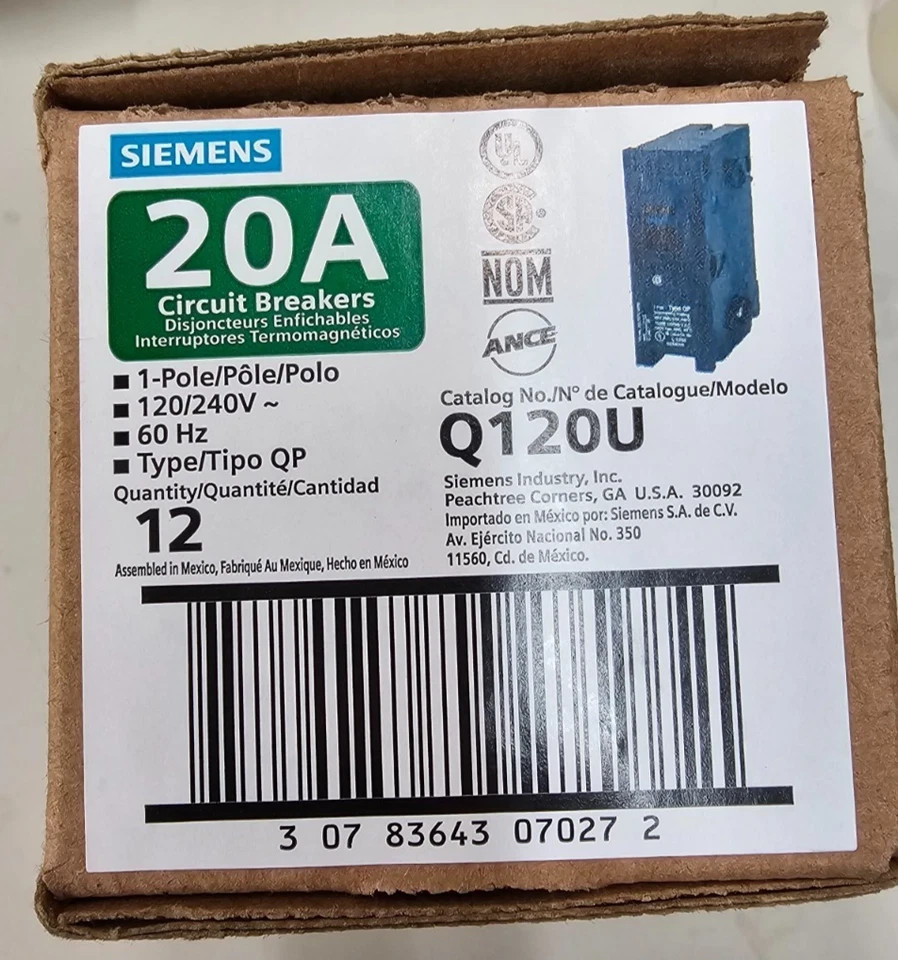 SIEMENS
20A
Circuit Breakers
Disjoncteurs Enfichables
Interruptores Termomagnéticos
■ 1-Pole/Pôle/Polo
■ 120/240V ~
■ 60 Hz
■ Type/Tipo QP
Quantity/Quantité/Cantidad
12
Assembled in Mexico, Fabriqué Au Mexique, Hecho en México
UL
SA
NOM
ANCE
Catalog No./N° de Catalogue/Modelo
Q120U
Siemens Industry, Inc.
Peachtree Corners, GA U.S.A. 30092
Importado en México por: Siemens S.A. de C.V.
Av. Ejército Nacional No. 350
11560, Cd. de México.
3 07 83643 07027 2